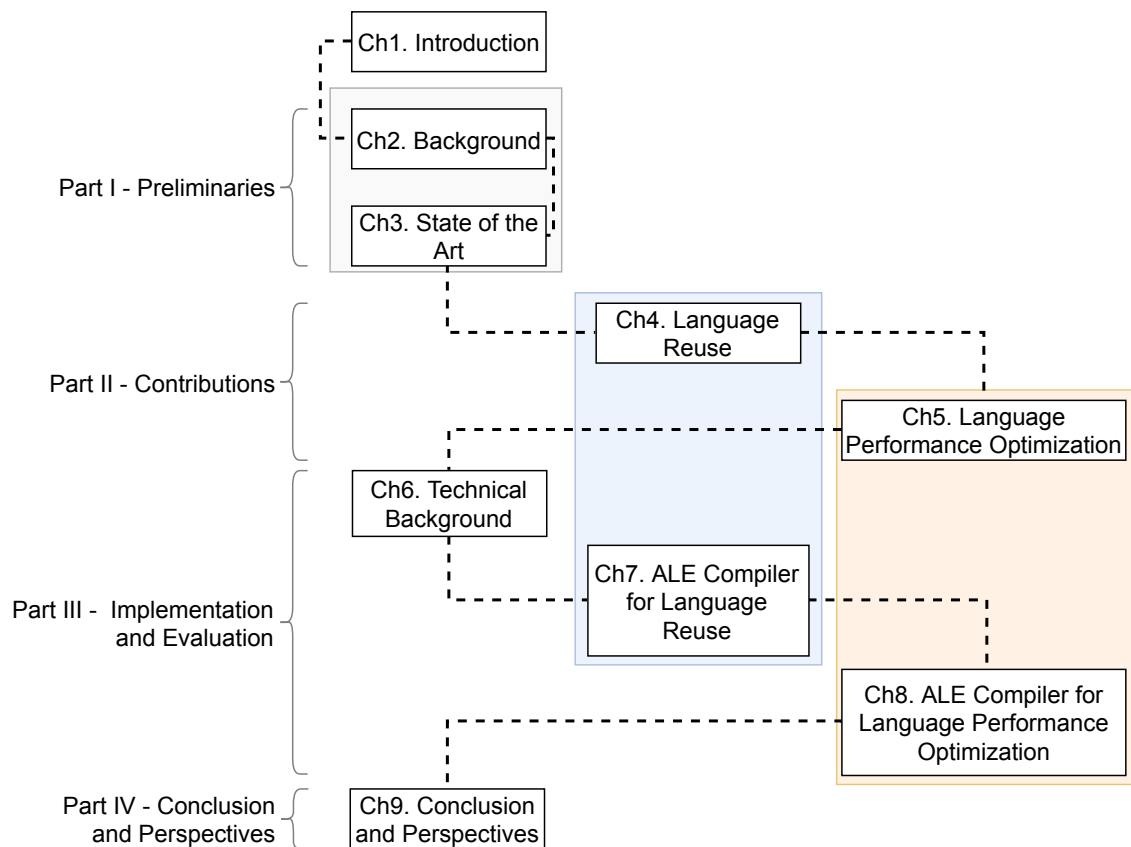 Ch1. Introduction
Part I - Preliminaries
Ch2. Background
Ch3. State of the
Art
Part II - Contributions
Ch4. Language
Reuse
Ch5. Language
Performance Optimization
Part III -  Implementation
and Evaluation
Ch6. Technical
Background
Ch7. ALE Compiler
for Language
Reuse
Ch8. ALE Compiler for
Language Performance
Optimization
Part IV - Conclusion
and Perspectives
Ch9. Conclusion
and Perspectives